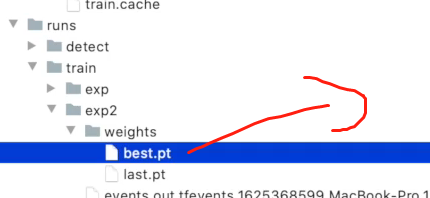 train.cache
runs
detect
train
exp
exp2
weights
best.pt
last.pt
events.out.tfevents.1625368599.MacBook-Pro.1